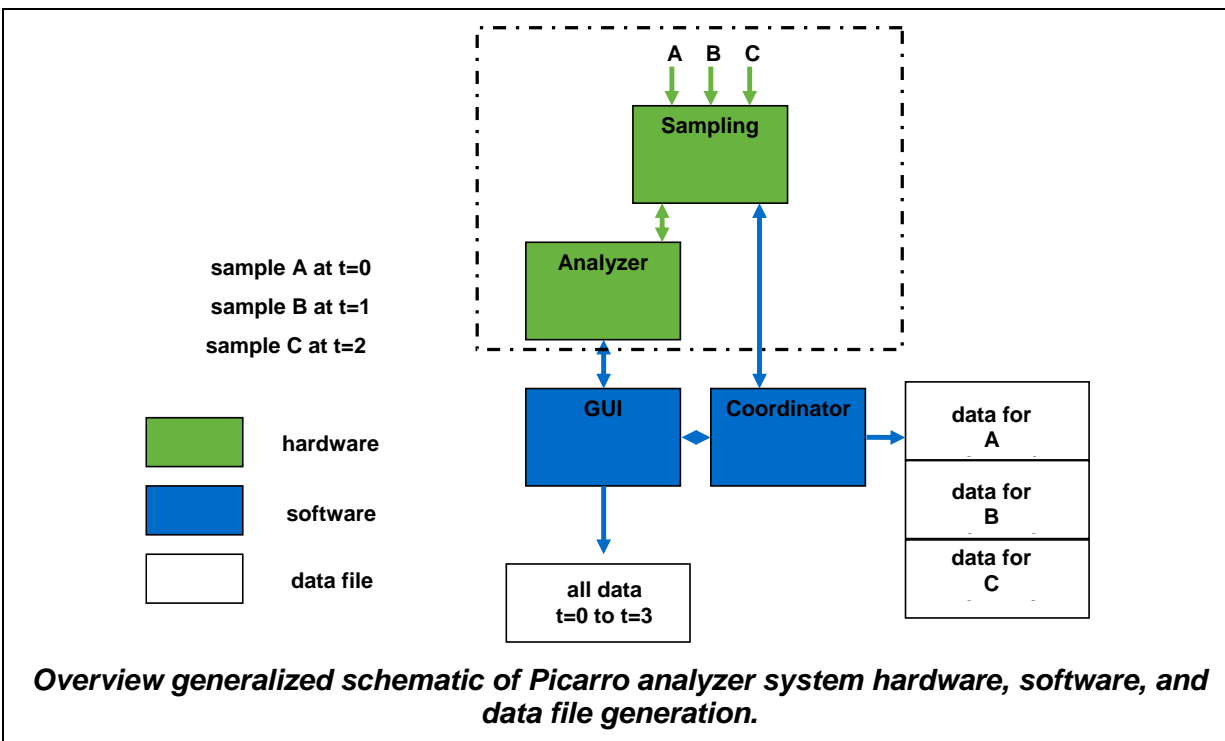 A B C
Sampling
Analyzer
sample A at t=0
sample B at t=1
sample C at t=2
GUI
Coordinator
data for
A
data for
B
data for
C
hardware
software
data file
all data
t=0 to t=3
Overview generalized schematic of Picarro analyzer system hardware, software, and
data file generation.